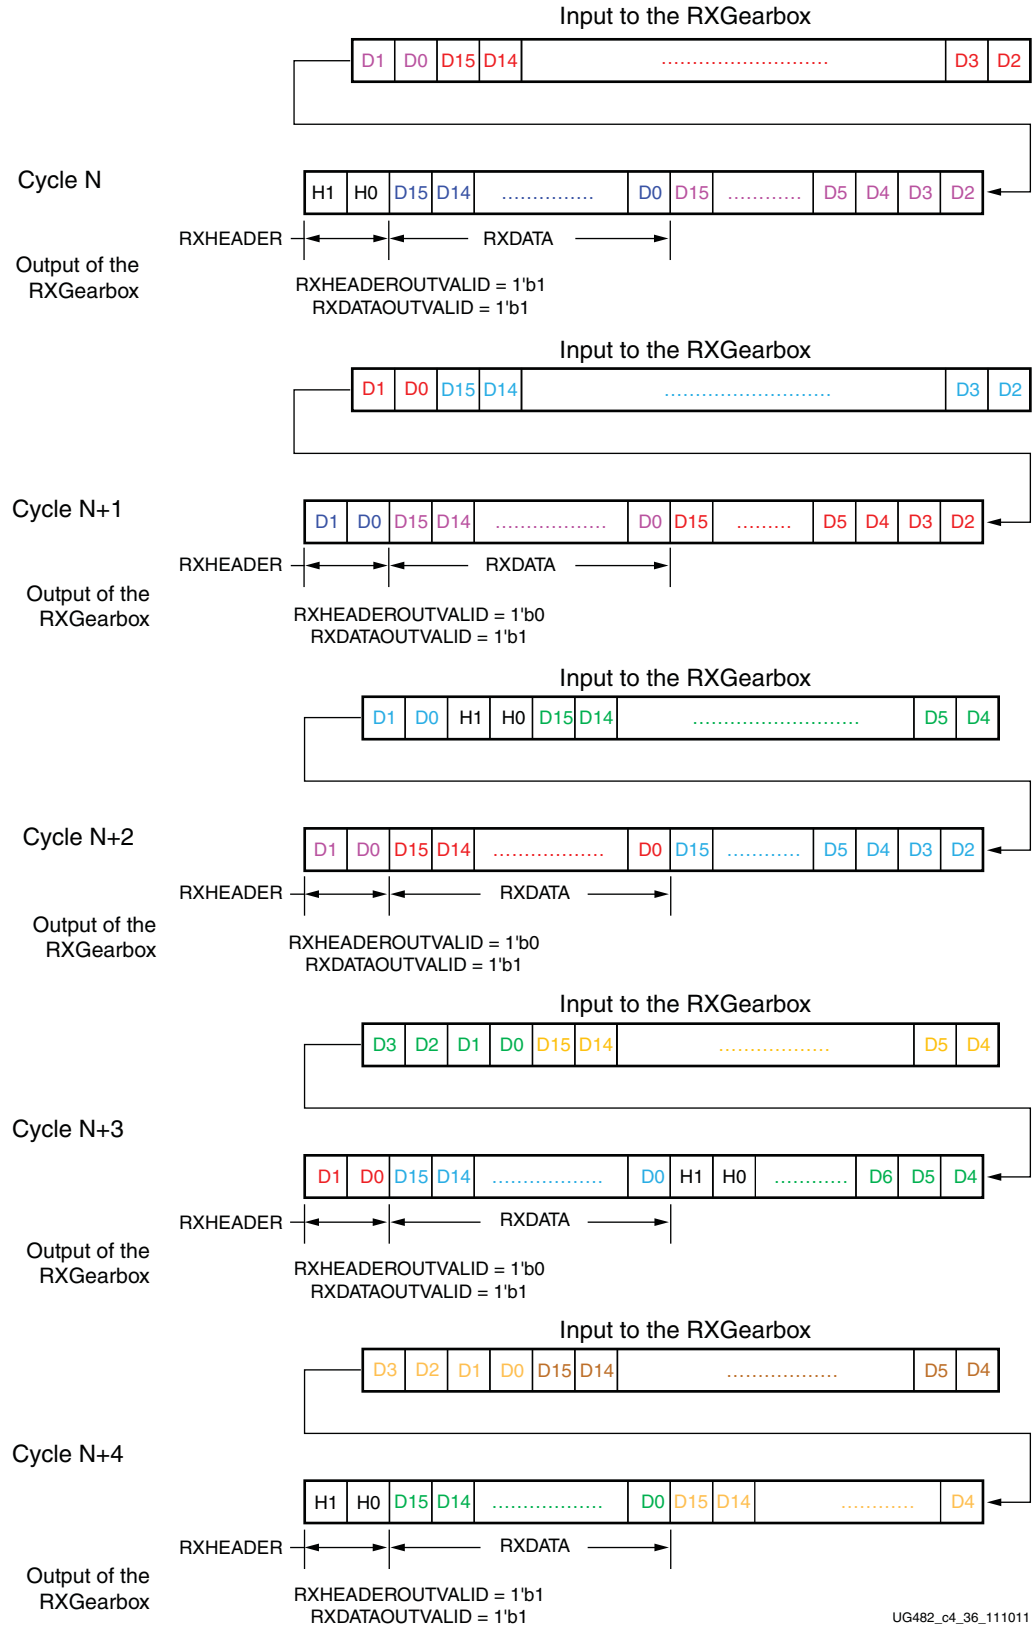 Input to the RXGearbox
D1 D0 D15 D14 ........................... D3 D2
Cycle N
H1 H0 D15 D14 ............... D0 D15 ............ D5 D4 D3 D2
RXHEADER RXDATA
Output of the
RXGearbox
RXHEADEROUTVALID = 1'b1
RXDATAOUTVALID = 1'b1
Input to the RXGearbox
D1 D0 D15 D14 ........................... D3 D2
Cycle N+1
D1 D0 D15 D14 .................. D0 D15 ......... D5 D4 D3 D2
RXHEADER RXDATA
Output of the
RXGearbox
RXHEADEROUTVALID = 1'b0
RXDATAOUTVALID = 1'b1
Input to the RXGearbox
D1 D0 H1 H0 D15 D14 ........................... D5 D4
Cycle N+2
D1 D0 D15 D14 .................. D0 D15 ............ D5 D4 D3 D2
RXHEADER RXDATA
Output of the
RXGearbox
RXHEADEROUTVALID = 1'b0
RXDATAOUTVALID = 1'b1
Input to the RXGearbox
D3 D2 D1 D0 D15 D14 .................. D5 D4
Cycle N+3
D1 D0 D15 D14 .................. D0 H1 H0 ............ D6 D5 D4
RXHEADER RXDATA
Output of the
RXGearbox
RXHEADEROUTVALID = 1'b0
RXDATAOUTVALID = 1'b1
Input to the RXGearbox
D3 D2 D1 D0 D15 D14 .................. D5 D4
Cycle N+4
H1 H0 D15 D14 .................. D0 D15 D14 ............ D4
RXHEADER RXDATA
Output of the
RXGearbox
RXHEADEROUTVALID = 1'b1
RXDATAOUTVALID = 1'b1
UG482_c4_36_111011